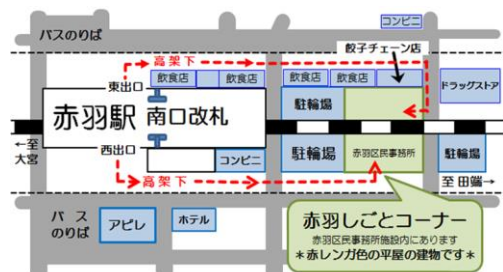 コンビニ
バスのりば
餃子チェーン店
高架下
東出口
飲食店
飲食店
飲食店
飲食店
ドラッグストア
駐輪場
赤羽駅 南口改札
←至
大宮
西出口
コンビニ
駐輪場
赤羽区民事務所
駐輪場
高架下
至田端→
バス
のりば
アピレ
ホテル
赤羽しごとコーナー
赤羽区民事務所施設内にあります
*赤レンガ色の平屋の建物です*